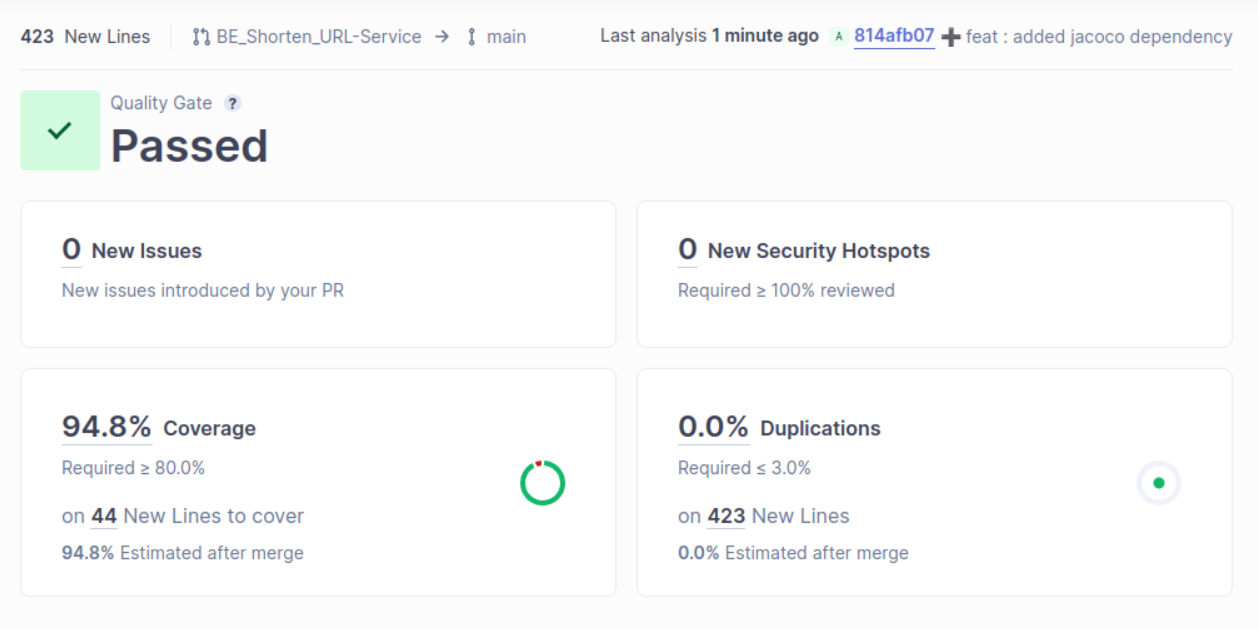 423 New Lines BE_Shorten_URL-Service → main Last analysis 1 minute ago A 814afb07 ➕ feat : added jacoco dependency
Quality Gate ?
Passed
0 New Issues
New issues introduced by your PR
0 New Security Hotspots
Required ≥ 100% reviewed
94.8% Coverage
Required ≥ 80.0%
on 44 New Lines to cover
94.8% Estimated after merge
0.0% Duplications
Required ≤ 3.0%
on 423 New Lines
0.0% Estimated after merge